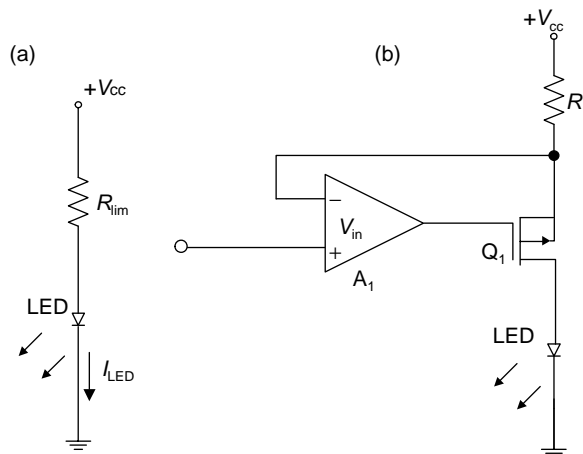 (a)
+Vcc
Rlim
LED
ILED
(b)
+Vcc
R
−
Vin
+
A1
Q1
LED